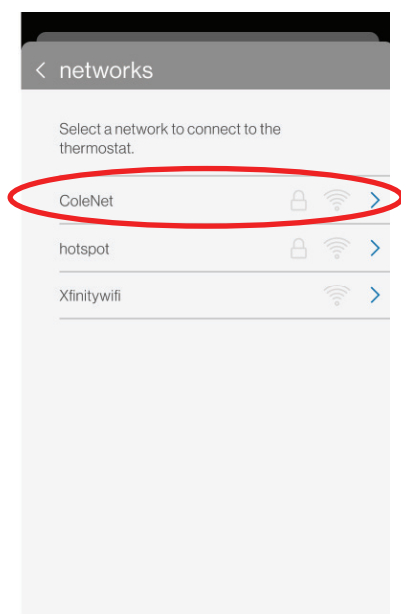 networks
Select a network to connect to the
thermostat.
ColeNet
hotspot
Xfinitywifi